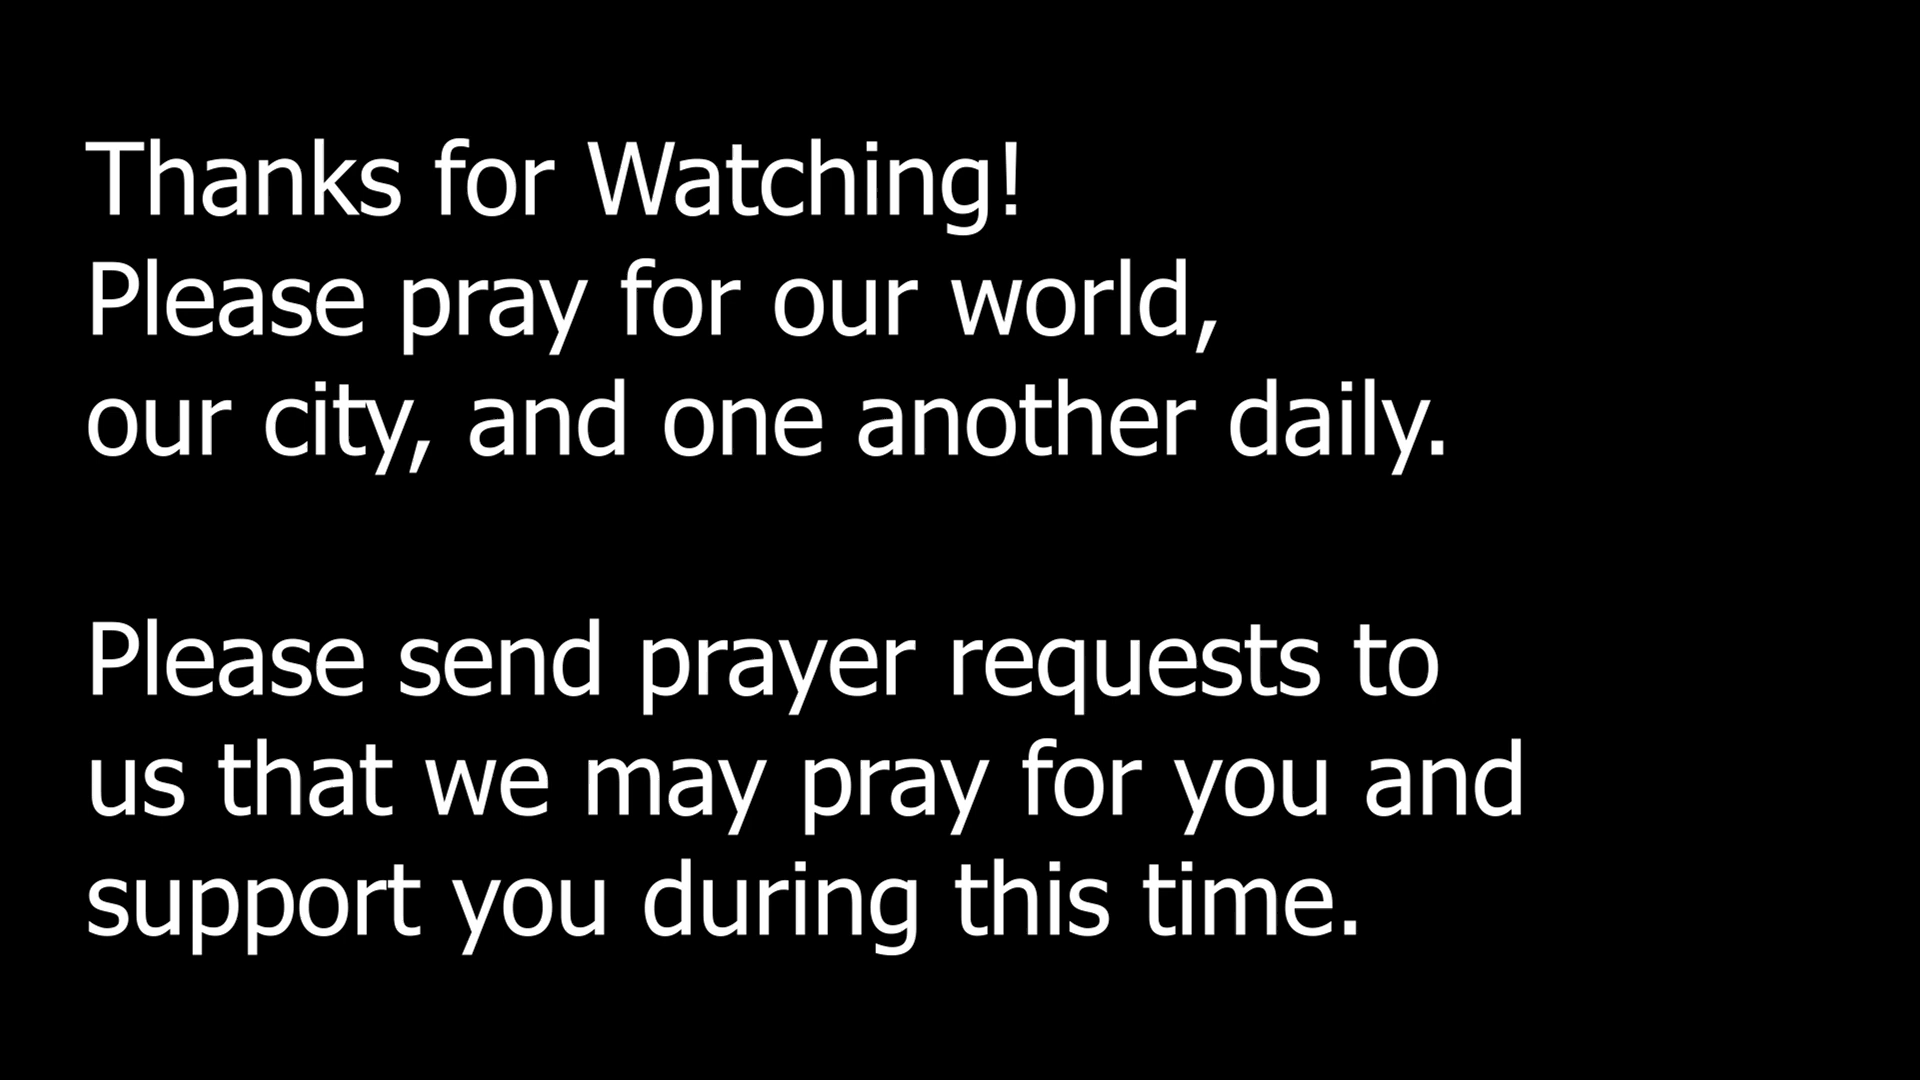 Thanks for Watching!
Please pray for our world,
our city, and one another daily.
Please send prayer requests to
us that we may pray for you and
support you during this time.